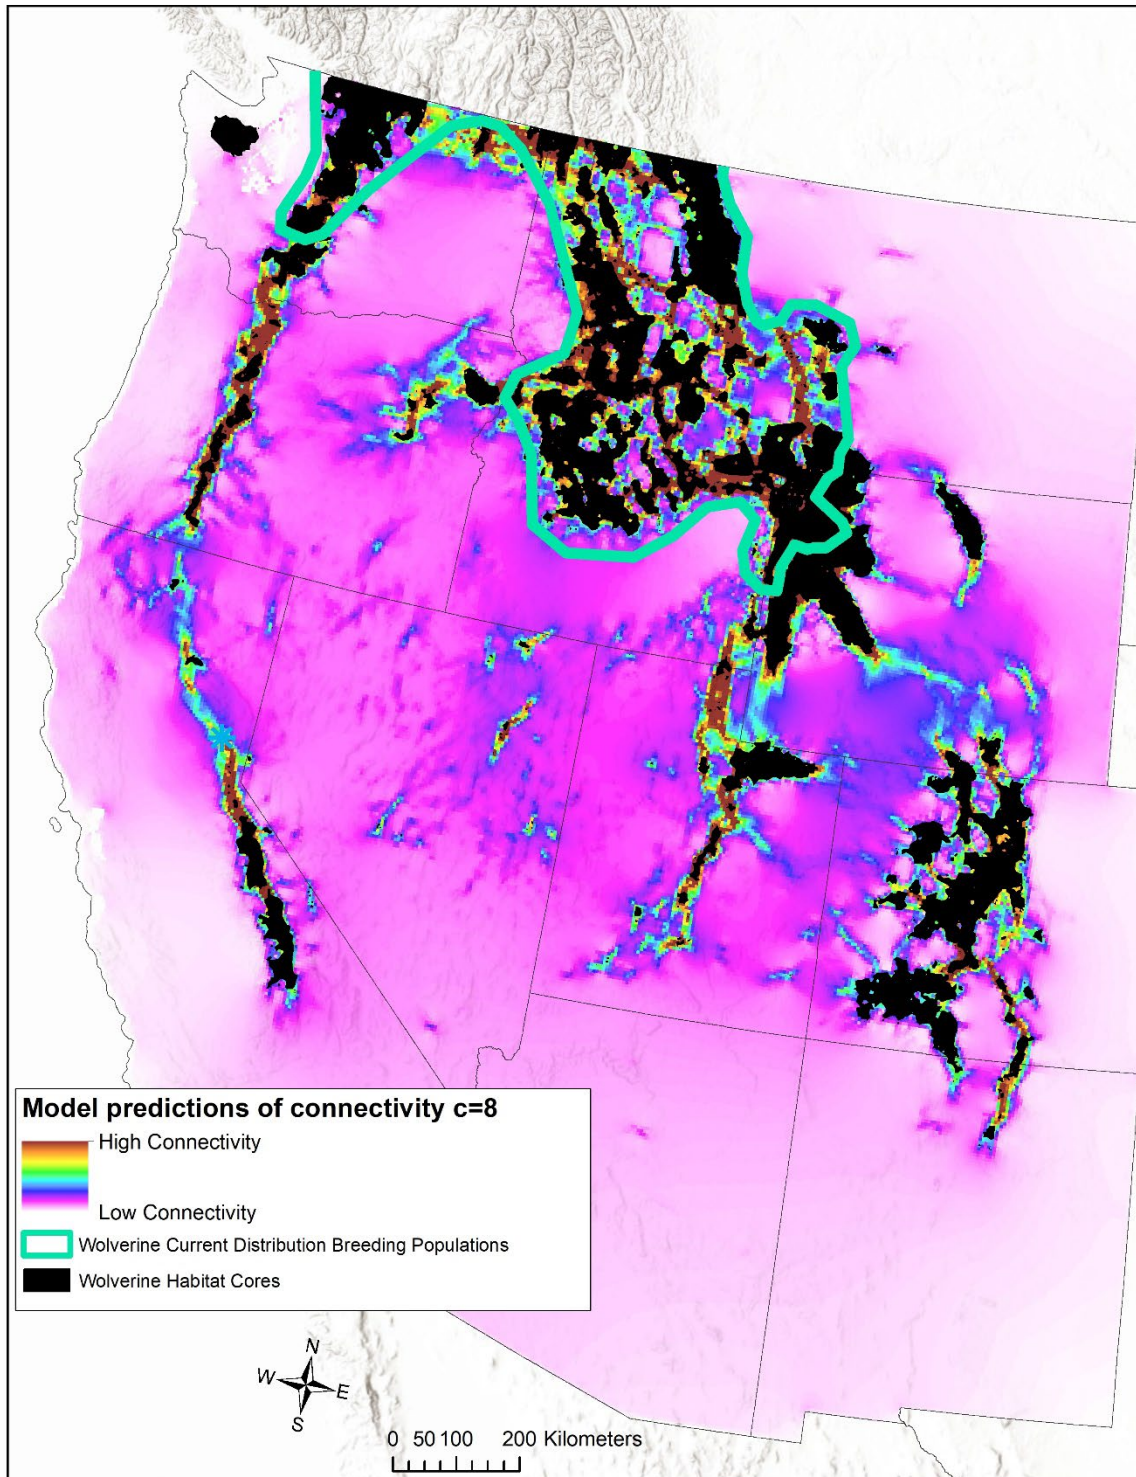 Model predictions of connectivity c=8
High Connectivity
Low Connectivity
Wolverine Current Distribution Breeding Populations
Wolverine Habitat Cores
N
W
E
S
0 50 100 200 Kilometers